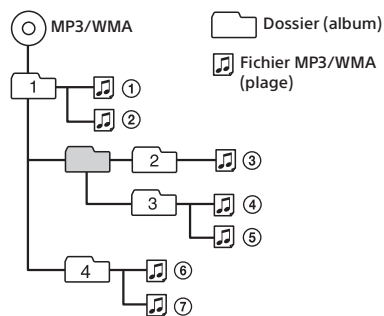 MP3/WMA
Dossier (album)
Fichier MP3/WMA
(plage)
1
①
②
2
③
3
④
⑤
4
⑥
⑦